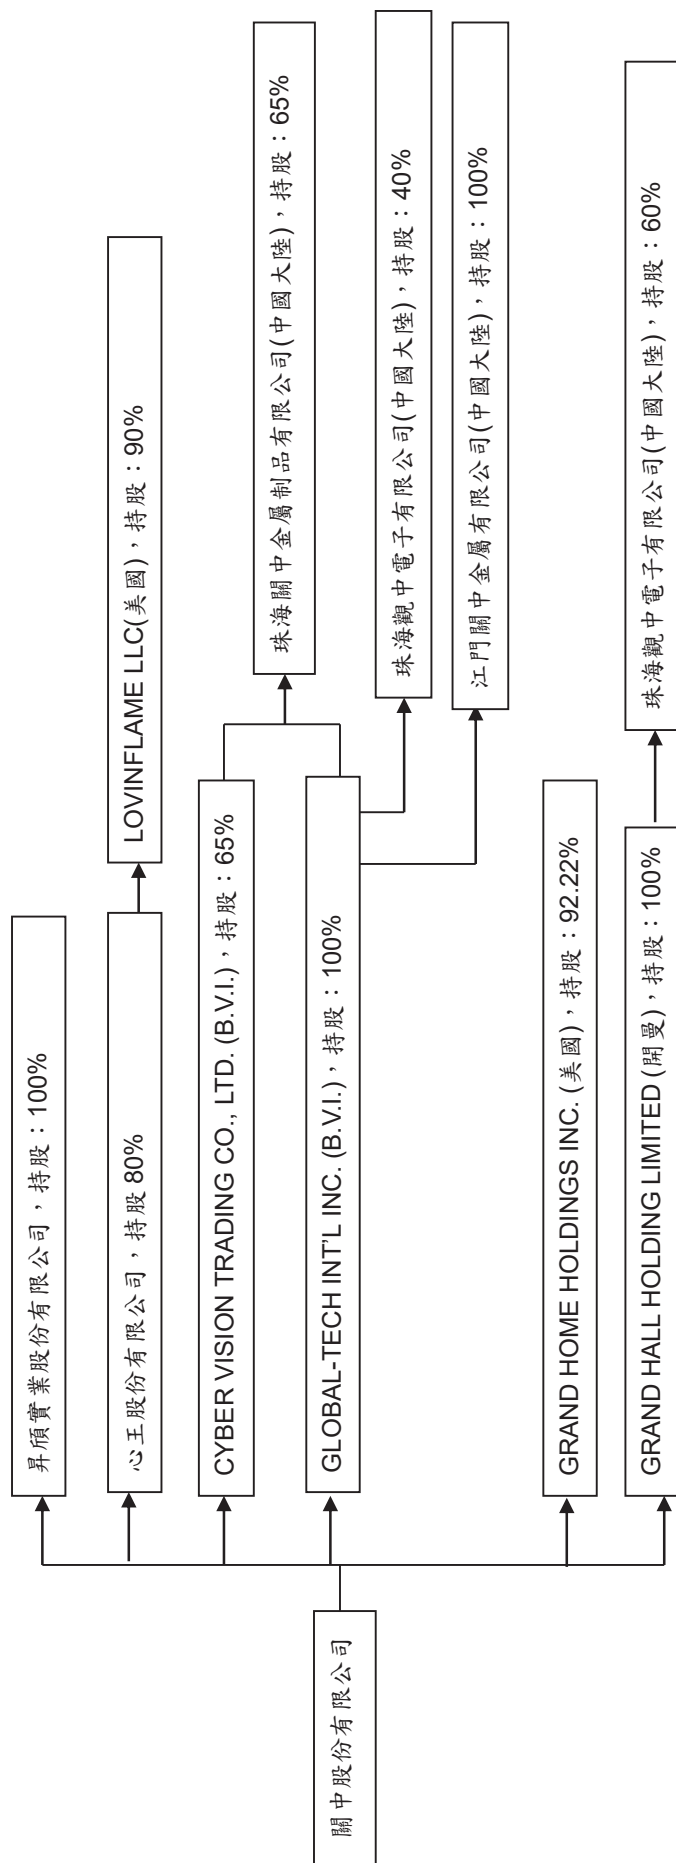 關中股份有限公司
昇頎實業股份有限公司，持股：100%
心王股份有限公司，持股 80%
LOVINFLAME LLC(美國)，持股：90%
CYBER VISION TRADING CO., LTD. (B.V.I.)，持股：65%
珠海關中金屬制品有限公司(中國大陸)，持股：65%
GLOBAL-TECH INT'L INC. (B.V.I.)，持股：100%
珠海觀中電子有限公司(中國大陸)，持股：40%
江門關中金屬有限公司(中國大陸)，持股：100%
GRAND HOME HOLDINGS INC. (美國)，持股：92.22%
GRAND HALL HOLDING LIMITED (開曼)，持股：100%
珠海觀中電子有限公司(中國大陸)，持股：60%